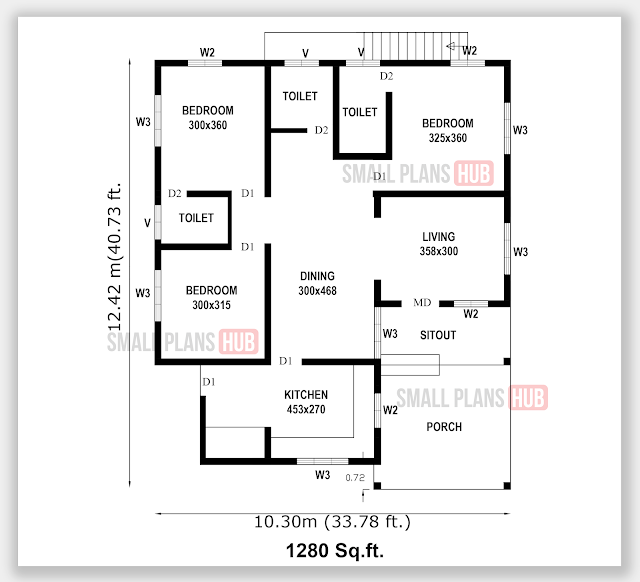 W2
V
V
W2
D2
BEDROOM
300x360
TOILET
TOILET
BEDROOM
325x360
W3
D2
W3
SMALL PLANS HUB
D1
D2
D1
V
TOILET
D1
LIVING
358x300
W3
BEDROOM
300x315
W3
DINING
300x468
MD
W2
W3
SITOUT
SMALL PLANS HUB
D1
D1
KITCHEN
453x270
SMALL PLANS HUB
W2
PORCH
W3
0.72
12.42 m(40.73 ft.
10.30m (33.78 ft.)
1280 Sq.ft.